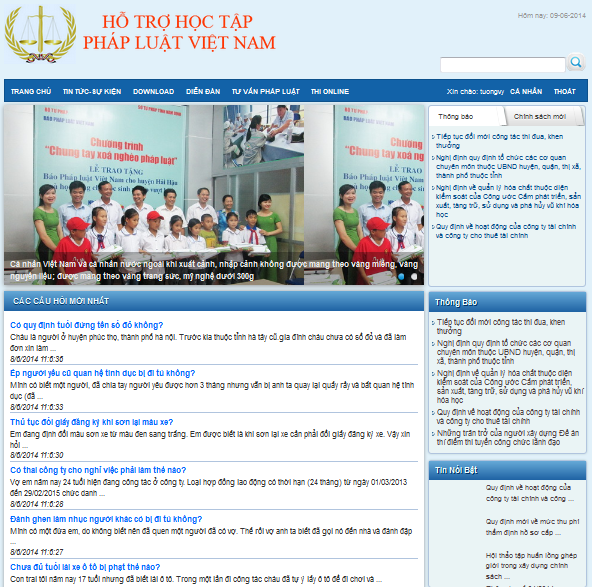 HỖ TRỢ HỌC TẬP
PHÁP LUẬT VIỆT NAM
Hôm nay: 09-06-2014
TRANG CHỦ TIN TỨC-SỰ KIỆN DOWNLOAD DIỄN ĐÀN TƯ VẤN PHÁP LUẬT THI ONLINE Xin chào: tuongvy CÁ NHÂN THOÁT
Chương trình
"Chung tay xoá nghèo pháp luật"
LỄ TRAO TẶNG
Báo Pháp luật Việt Nam cho huyện Hải Hậu
Chương trình
"Chung tay xoá ngh
LỄ TRAO TẶNG
Cá nhân Việt Nam và cá nhân nước ngoài khi xuất cảnh, nhập cảnh không được mang theo vàng miếng, vàng
nguyên liệu; được mang theo vàng trang sức, mỹ nghệ dưới 300g
Thông báo Chính sách mới
Tiếp tục đổi mới công tác thi đua, khen
thưởng
Nghị định quy định tổ chức các cơ quan
chuyên môn thuộc UBND huyện, quận, thị xã,
thành phố thuộc tỉnh
Nghị định về quản lý hóa chất thuộc diện
kiểm soát của Công ước Cấm phát triển, sản
xuất, tàng trữ, sử dụng và phá hủy vũ khí hóa
học
Quy định về hoạt động của công ty tài chính
và công ty cho thuê tài chính
CÁC CÂU HỎI MỚI NHẤT
Có quy định tuổi đứng tên sổ đỏ không?
Cháu là người ở huyện phúc thọ, thành phố hà nội. Trước kia thuộc tỉnh hà tây cũ.gia đình cháu chưa có sổ đỏ và đã làm
đơn xin làm ...
8/6/2014 11:6:36
Ép người yêu cũ quan hệ tình dục bị đi tù không?
Mình có biết một người, đã chia tay người yêu được hơn 3 tháng nhưng vẫn bị anh ta quay lại quấy rầy và bắt quan hệ tình
dục (đã ...
8/6/2014 11:6:33
Thủ tục đổi giấy đăng ký khi sơn lại màu xe?
Em đang định đổi màu sơn xe từ màu đen sang trắng. Em được biết là khi sơn lại xe cần phải đổi giấy đăng ký xe. Vậy xin
hỏi ...
8/6/2014 11:6:30
Có thai công ty cho nghỉ việc phải làm thế nào?
Vợ em năm nay 24 tuổi hiện đang công tác ở công ty. Loại hợp đồng lao động có thời hạn (24 tháng) từ ngày 01/03/2013
đến 29/02/2015 chức danh ...
8/6/2014 11:6:28
Đánh ghen làm nhục người khác có bị đi tù không?
Mình có một đứa em, do không biết nên đã quen một người đã có vợ. Thế rồi vợ anh ta biết đã gọi nó đến nhà và đánh đập
...
8/6/2014 11:6:27
Chưa đủ tuổi lái xe ô tô bị phạt thế nào?
Con trai tôi năm nay 17 tuổi nhưng đã biết lái ô tô. Trong một lần đi công tác cháu đã tự ý lấy ô tô để đi chơi và ...
Thông Báo
Tiếp tục đổi mới công tác thi đua, khen
thưởng
Nghị định quy định tổ chức các cơ quan
chuyên môn thuộc UBND huyện, quận, thị
xã, thành phố thuộc tỉnh
Nghị định về quản lý hóa chất thuộc diện
kiểm soát của Công ước Cấm phát triển,
sản xuất, tàng trữ, sử dụng và phá hủy vũ khí
hóa học
Quy định về hoạt động của công ty tài chính
và công ty cho thuê tài chính
Những trăn trở của người xây dựng Đề án
thí điểm thi tuyển công chức lãnh đạo
Tin Nổi Bật
Quy định về hoạt động của
công ty tài chính và công ...
Quy định mới về mức thu phí
thẩm định hồ sơ cấp ...
Hội thảo tập huấn lồng ghép
giới trong xây dựng chính
sách ...